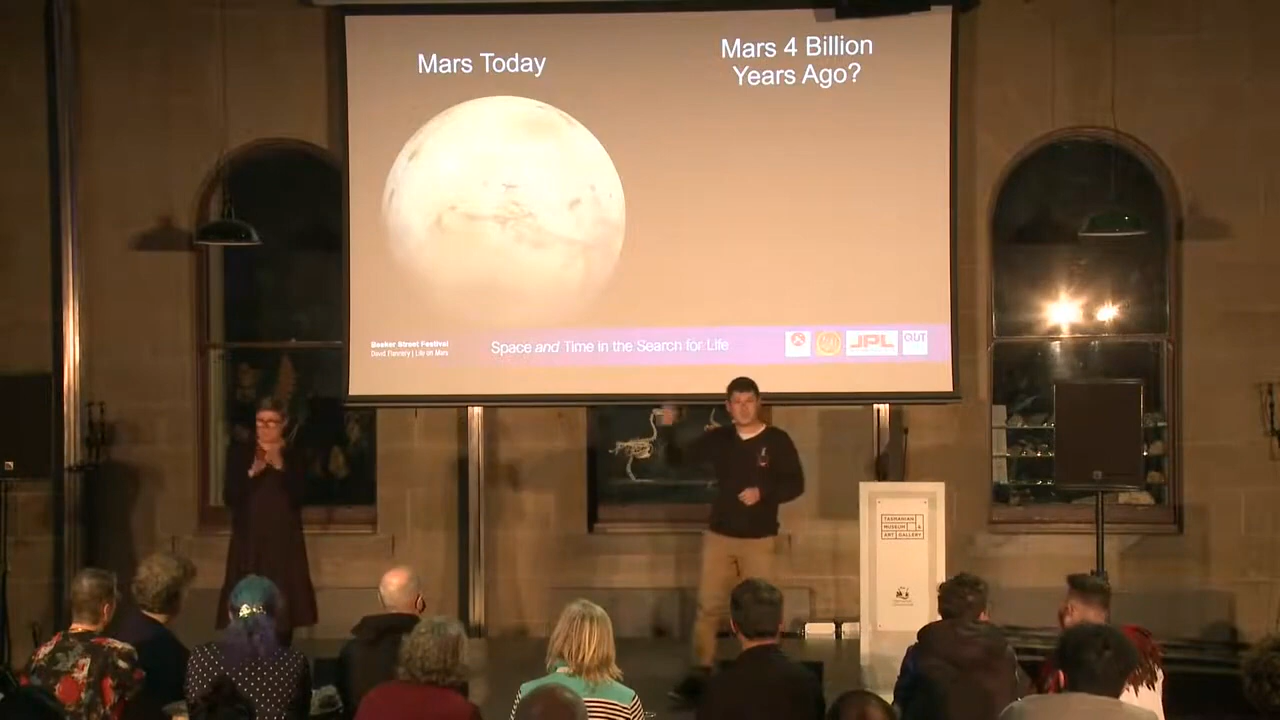 Mars Today
Mars 4 Billion
Years Ago?
Beaker Street Festival
David Flannery | Life on Mars
Space and Time in the Search for Life
JPL
QUT
TASMANIAN
MUSEUM &
ART GALLERY